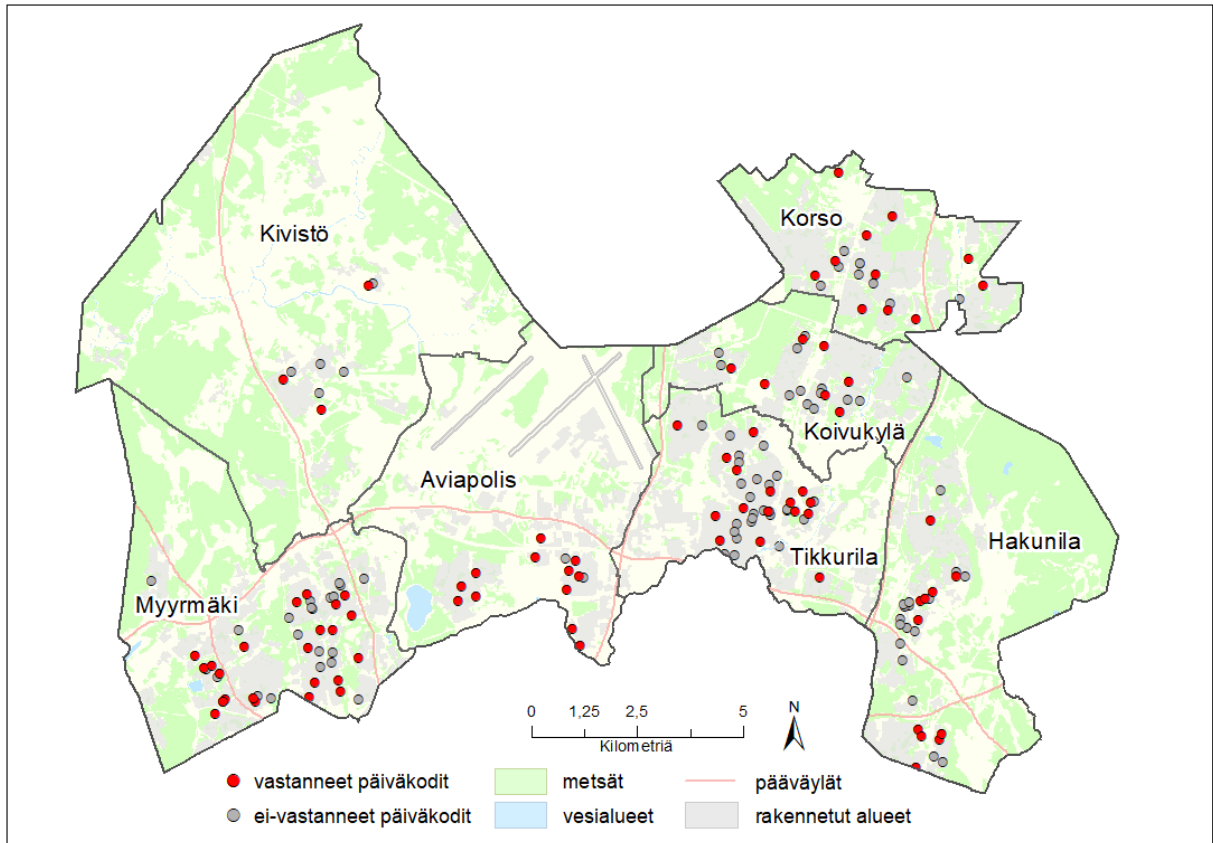 Korso
Kivistö
Koivukylä
Aviapolis
Hakunila
Tikkurila
Myyrmäki
0 1,25 2,5 5
Kilometriä
N
vastanneet päiväkodit
metsät
pääväylät
ei-vastanneet päiväkodit
vesialueet
rakennetut alueet